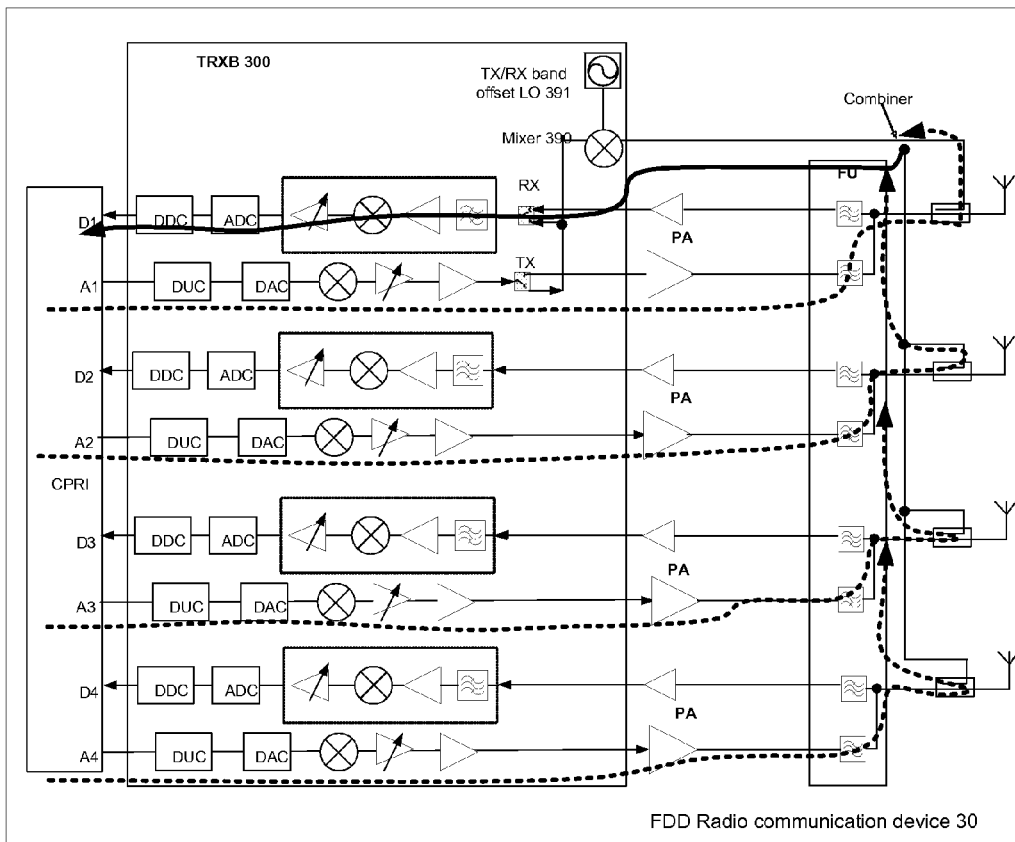 TRXB 300
TX/RX band
offset LO 391
Combiner
Mixer 390
FU
RX
D1
DDC
ADC
PA
TX
A1
DUC
DAC
D2
DDC
ADC
PA
A2
DUC
DAC
CPRI
D3
DDC
ADC
PA
A3
DUC
DAC
D4
DDC
ADC
PA
A4
DUC
DAC
FDD Radio communication device 30